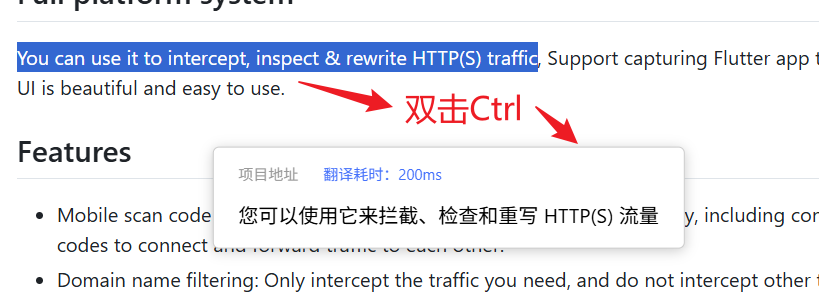 Full platform system
You can use it to intercept, inspect & rewrite HTTP(S) traffic, Support capturing Flutter app
UI is beautiful and easy to use.
双击Ctrl
Features
项目地址 翻译耗时：200ms
您可以使用它来拦截、检查和重写 HTTP(S) 流量
Mobile scan code y, including
codes to connect and forward traffic to each other.
Domain name filtering: Only intercept the traffic you need, and do not intercept other